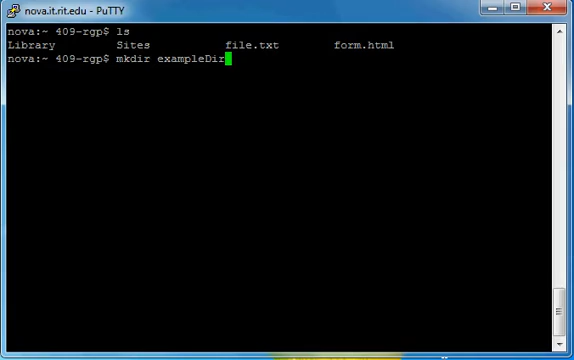 nova.it.rit.edu - PuTTY
nova:~ 409-rgp$ ls
Library Sites file.txt form.html
nova:~ 409-rgp$ mkdir exampleDir